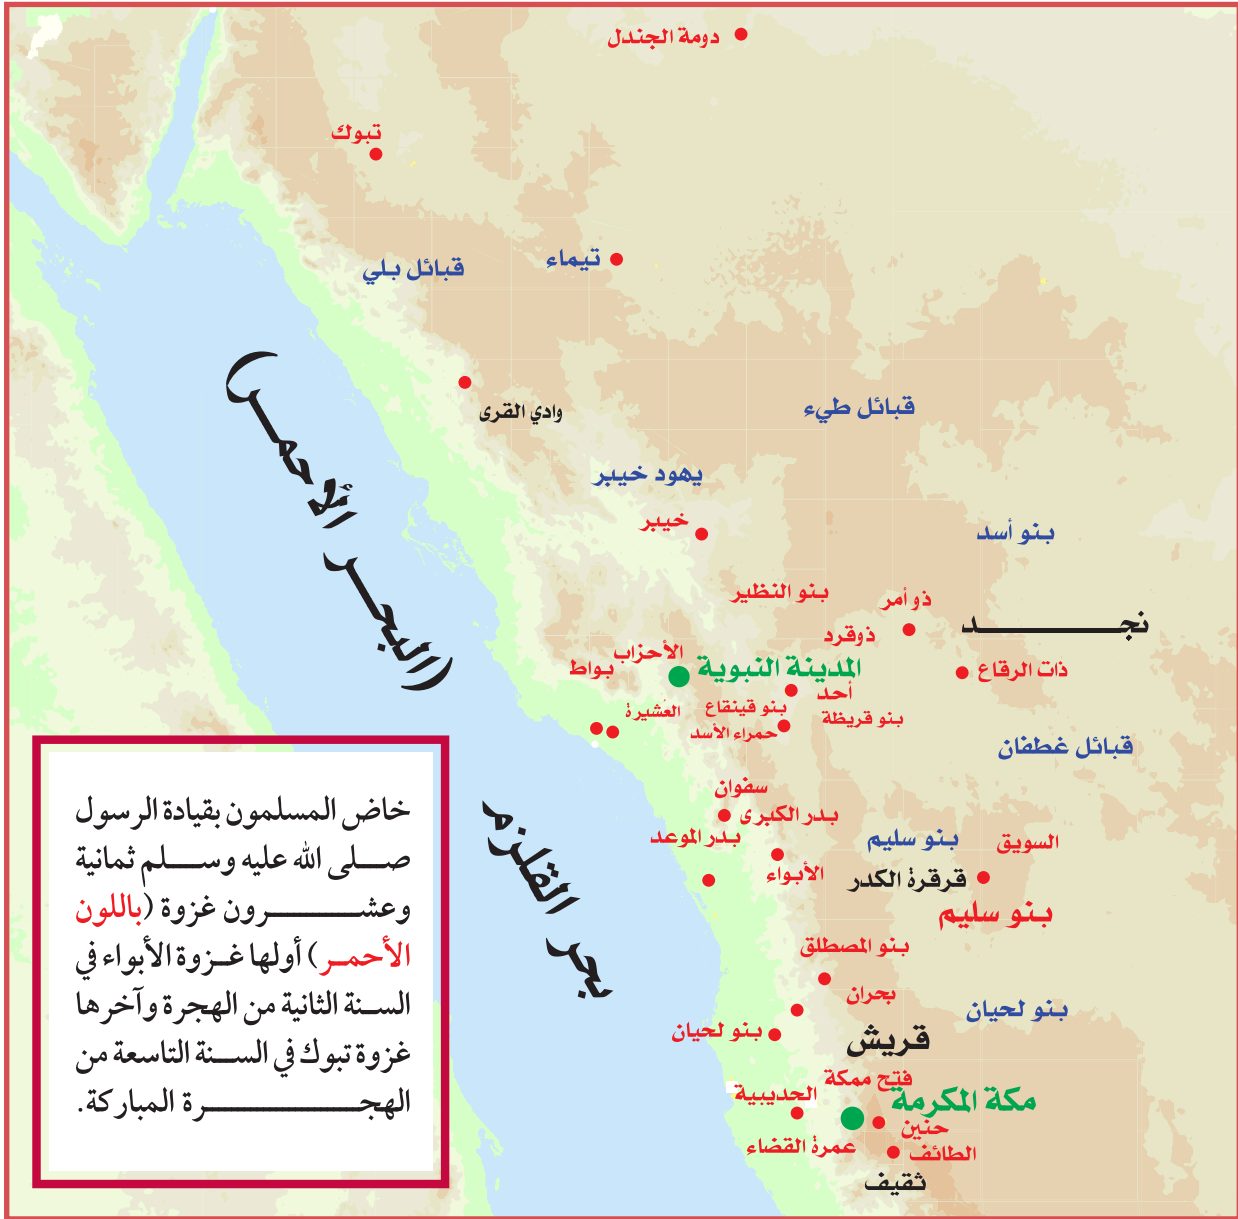 دومة الجندل
تبوك
تيماء
قبائل بلي
وادي القرى
قبائل طيء
يهود خيبر
خيبر
بنو أسد
بنو النظير
ذو أمر
ذوقرد
نجــــــــــد
الأحزاب
بواط
المدينة النبوية
ذات الرقاع
أحد
العُشيرة
بنو قينقاع
بنو قريظة
حمراء الأسد
قبائل غطفان
سفوان
بدر الكبرى
بدر الموعد
بنو سليم
السويق
الأبواء
قرقرة الكدر
بنو سليم
بنو المصطلق
بحران
بنو لحيان
بنو لحيان
قريش
فتح ممكة
الحديبية
مكة المكرمة
حنين
عمرة القضاء
الطائف
ثقيف
بحر القلزم
(البحر الأحمر)
خاض المسلمون بقيادة الرسول
صلى الله عليه وسلم ثمانية
وعشرون غزوة (باللون
الأحمر) أولها غزوة الأبواء في
السنة الثانية من الهجرة وآخرها
غزوة تبوك في السنة التاسعة من
الهجرة المباركة.